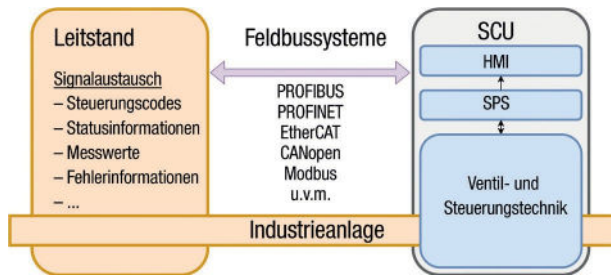 Leitstand
Signalaustausch
– Steuerungscodes
– Statusinformationen
– Messwerte
– Fehlerinformationen
– ...
Feldbussysteme
PROFIBUS
PROFINET
EtherCAT
CANopen
Modbus
u.v.m.
SCU
HMI
SPS
Ventil- und
Steuerungstechnik
Industrieanlage